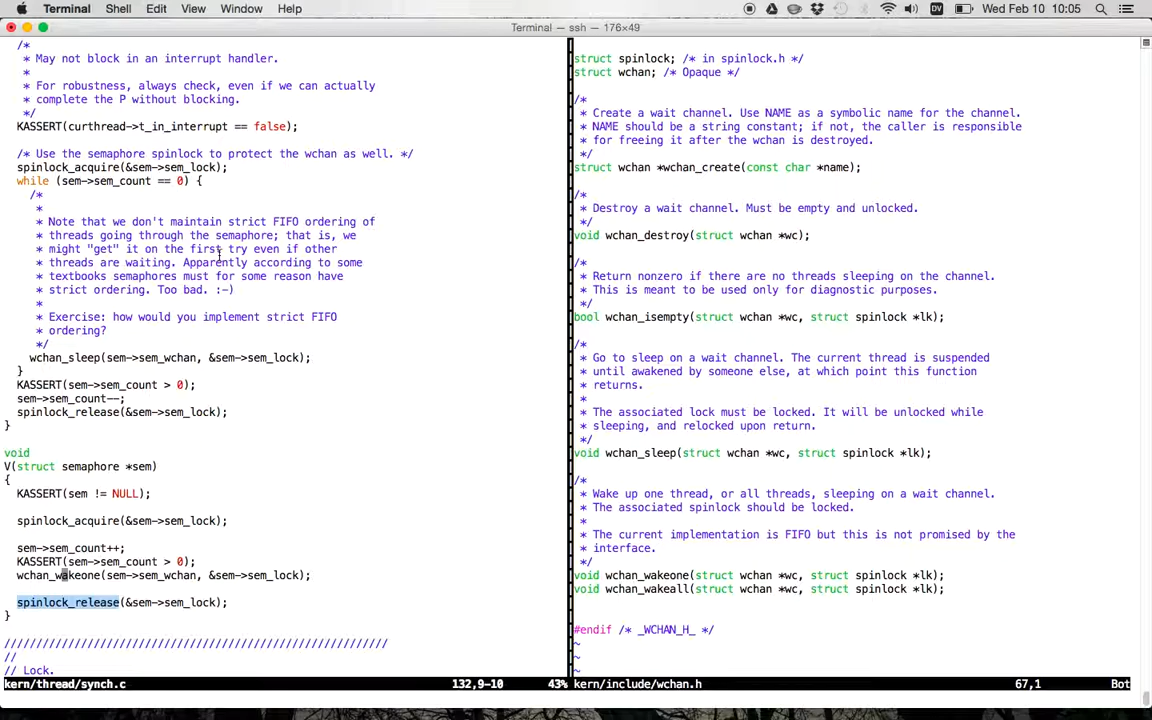 Terminal Shell Edit View Window Help Wed Feb 10 10:05
Terminal — ssh — 176×49
/*
* May not block in an interrupt handler.
*
* For robustness, always check, even if we can actually
* complete the P without blocking.
*/
KASSERT(curthread->t_in_interrupt == false);
/* Use the semaphore spinlock to protect the wchan as well. */
spinlock_acquire(&sem->sem_lock);
while (sem->sem_count == 0) {
/*
*
* Note that we don't maintain strict FIFO ordering of
* threads going through the semaphore; that is, we
* might "get" it on the first try even if other
* threads are waiting. Apparently according to some
* textbooks semaphores must for some reason have
* strict ordering. Too bad. :-)
*
* Exercise: how would you implement strict FIFO
* ordering?
*/
wchan_sleep(sem->sem_wchan, &sem->sem_lock);
}
KASSERT(sem->sem_count > 0);
sem->sem_count--;
spinlock_release(&sem->sem_lock);
}
void
V(struct semaphore *sem)
{
KASSERT(sem != NULL);
spinlock_acquire(&sem->sem_lock);
sem->sem_count++;
KASSERT(sem->sem_count > 0);
wchan_wakeone(sem->sem_wchan, &sem->sem_lock);
spinlock_release(&sem->sem_lock);
}
////////////////////////////////////////////////////////////
//
// Lock.
kern/thread/synch.c 132,9-10 43%
struct spinlock; /* in spinlock.h */
struct wchan; /* Opaque */
/*
* Create a wait channel. Use NAME as a symbolic name for the channel.
* NAME should be a string constant; if not, the caller is responsible
* for freeing it after the wchan is destroyed.
*/
struct wchan *wchan_create(const char *name);
/*
* Destroy a wait channel. Must be empty and unlocked.
*/
void wchan_destroy(struct wchan *wc);
/*
* Return nonzero if there are no threads sleeping on the channel.
* This is meant to be used only for diagnostic purposes.
*/
bool wchan_isempty(struct wchan *wc, struct spinlock *lk);
/*
* Go to sleep on a wait channel. The current thread is suspended
* until awakened by someone else, at which point this function
* returns.
*
* The associated lock must be locked. It will be unlocked while
* sleeping, and relocked upon return.
*/
void wchan_sleep(struct wchan *wc, struct spinlock *lk);
/*
* Wake up one thread, or all threads, sleeping on a wait channel.
* The associated spinlock should be locked.
*
* The current implementation is FIFO but this is not promised by the
* interface.
*/
void wchan_wakeone(struct wchan *wc, struct spinlock *lk);
void wchan_wakeall(struct wchan *wc, struct spinlock *lk);
#endif /* _WCHAN_H_ */
~
~
~
kern/include/wchan.h 67,1 Bot